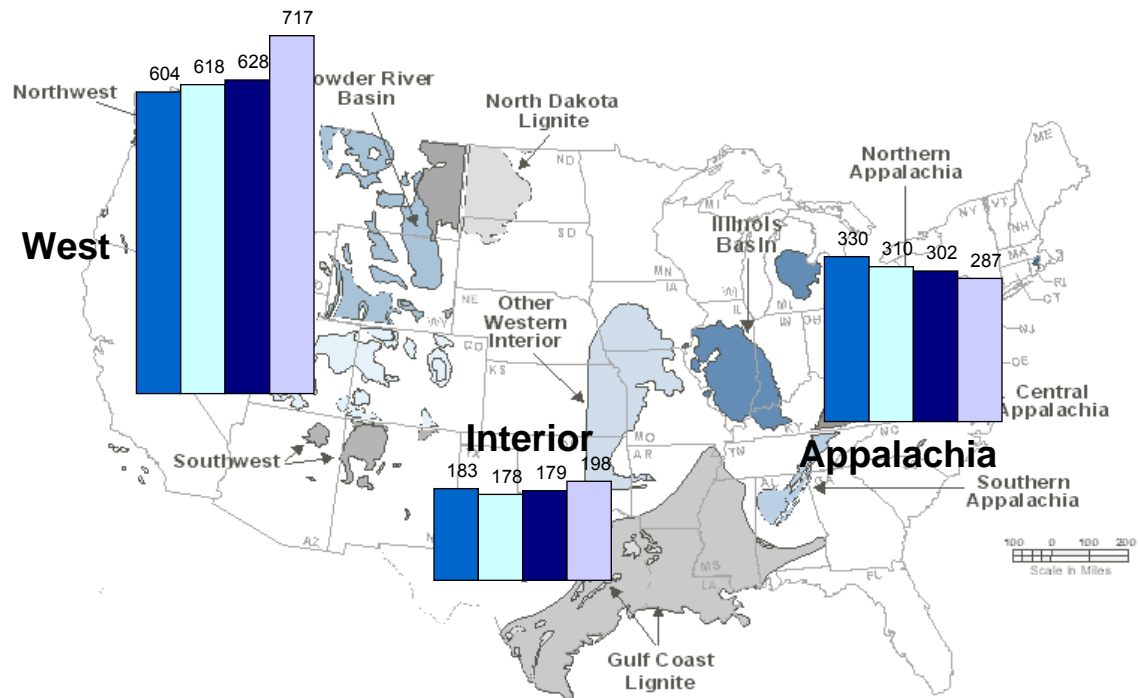 717
604
618
628
Northwest
owder River
Basin
North Dakota
Lignite
West
Northern
Appalachia
Illinois
Basin
330
310
302
287
Other
Western
Interior
Central
Appalachia
Interior
Appalachia
183
178
179
198
Southwest
Southern
Appalachia
Gulf Coast
Lignite
100 0 100 200
Scale in Miles
ME
ND
MI
NY
VT
NH
MA
SD
RI
CT
MN
IA
WI
IL
MI
IN
OH
NJ
NE
WY
CO
KS
DE
MO
AR
KY
TN
NC
TX
AL
GA
AZ
N
MS
LA
FL